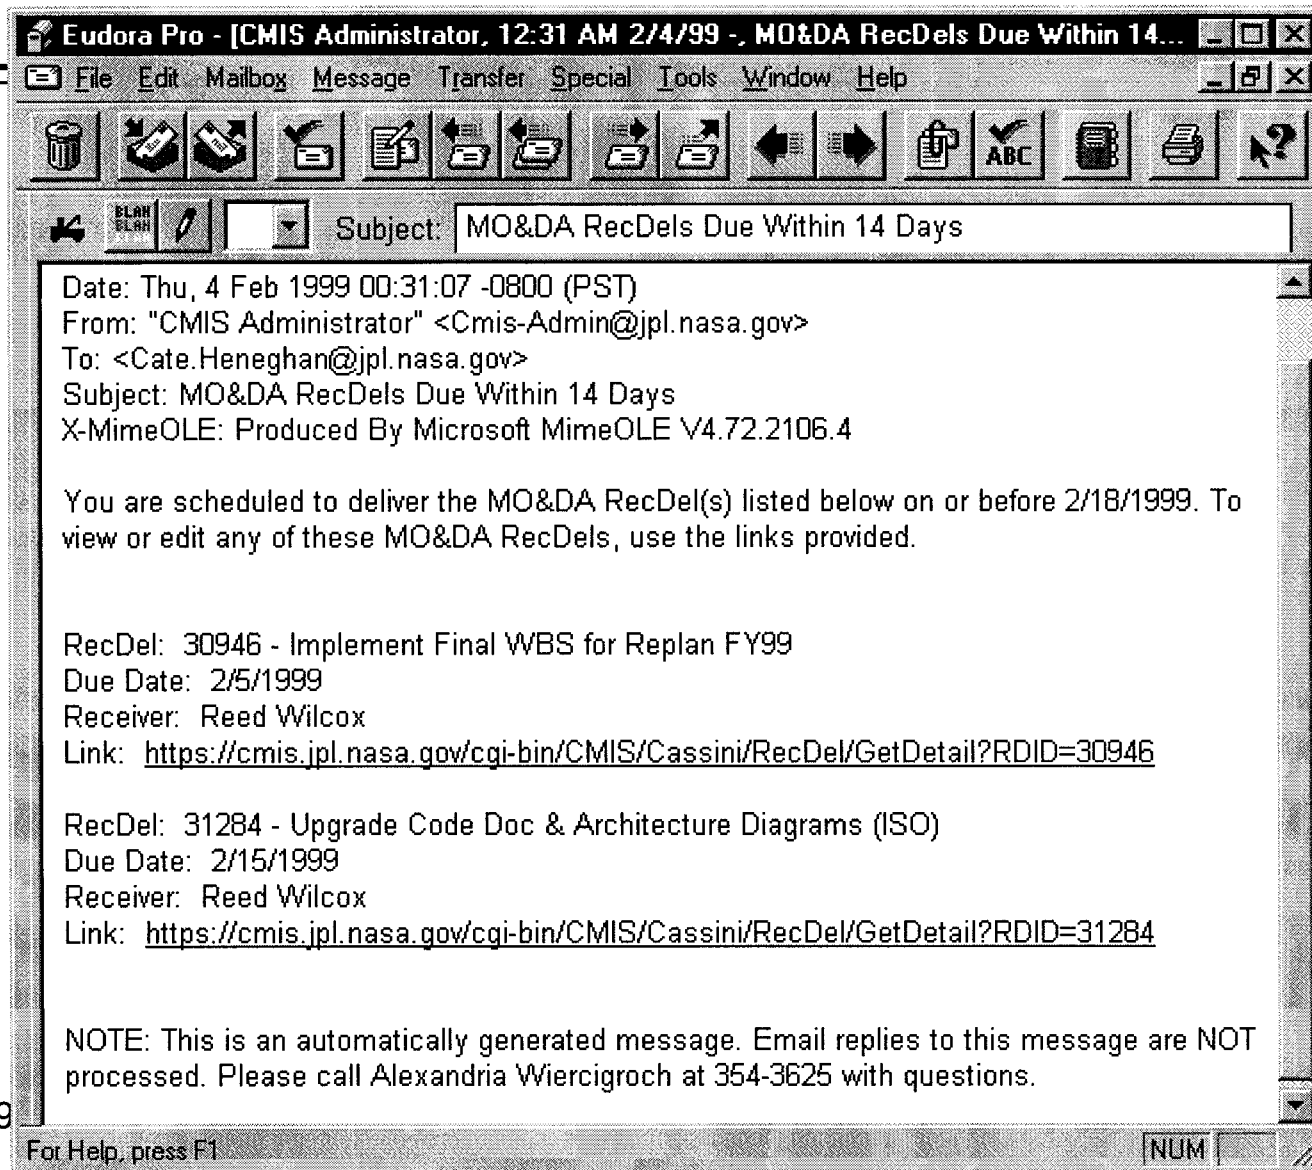 Eudora Pro - [CMIS Administrator, 12:31 AM 2/4/99 -, MO&DA RecDels Due Within 14...
File Edit Mailbox Message Transfer Special Tools Window Help
ABC
BLAH
BLAH
Subject: MO&DA RecDels Due Within 14 Days
Date: Thu, 4 Feb 1999 00:31:07 -0800 (PST)
From: "CMIS Administrator" <Cmis-Admin@jpl.nasa.gov>
To: <Cate.Heneghan@jpl.nasa.gov>
Subject: MO&DA RecDels Due Within 14 Days
X-MimeOLE: Produced By Microsoft MimeOLE V4.72.2106.4
You are scheduled to deliver the MO&DA RecDel(s) listed below on or before 2/18/1999. To
view or edit any of these MO&DA RecDels, use the links provided.
RecDel: 30946 - Implement Final WBS for Replan FY99
Due Date: 2/5/1999
Receiver: Reed Wilcox
Link: https://cmis.jpl.nasa.gov/cgi-bin/CMIS/Cassini/RecDel/GetDetail?RDID=30946
RecDel: 31284 - Upgrade Code Doc & Architecture Diagrams (ISO)
Due Date: 2/15/1999
Receiver: Reed Wilcox
Link: https://cmis.jpl.nasa.gov/cgi-bin/CMIS/Cassini/RecDel/GetDetail?RDID=31284
NOTE: This is an automatically generated message. Email replies to this message are NOT
processed. Please call Alexandria Wiercigroch at 354-3625 with questions.
9
For Help, press F1 NUM